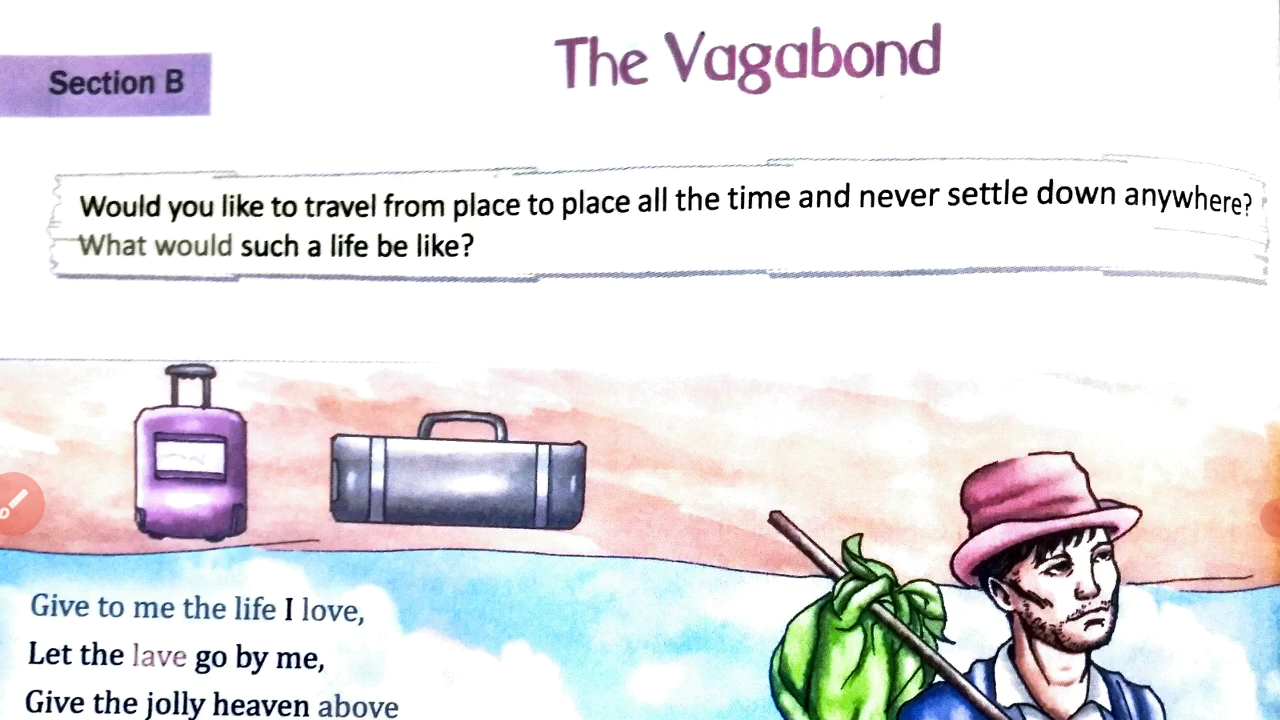 The Vagabond
Section B
Would you like to travel from place to place all the time and never settle down anywhere?
What would such a life be like?
Give to me the life I love,
Let the lave go by me,
Give the jolly heaven above